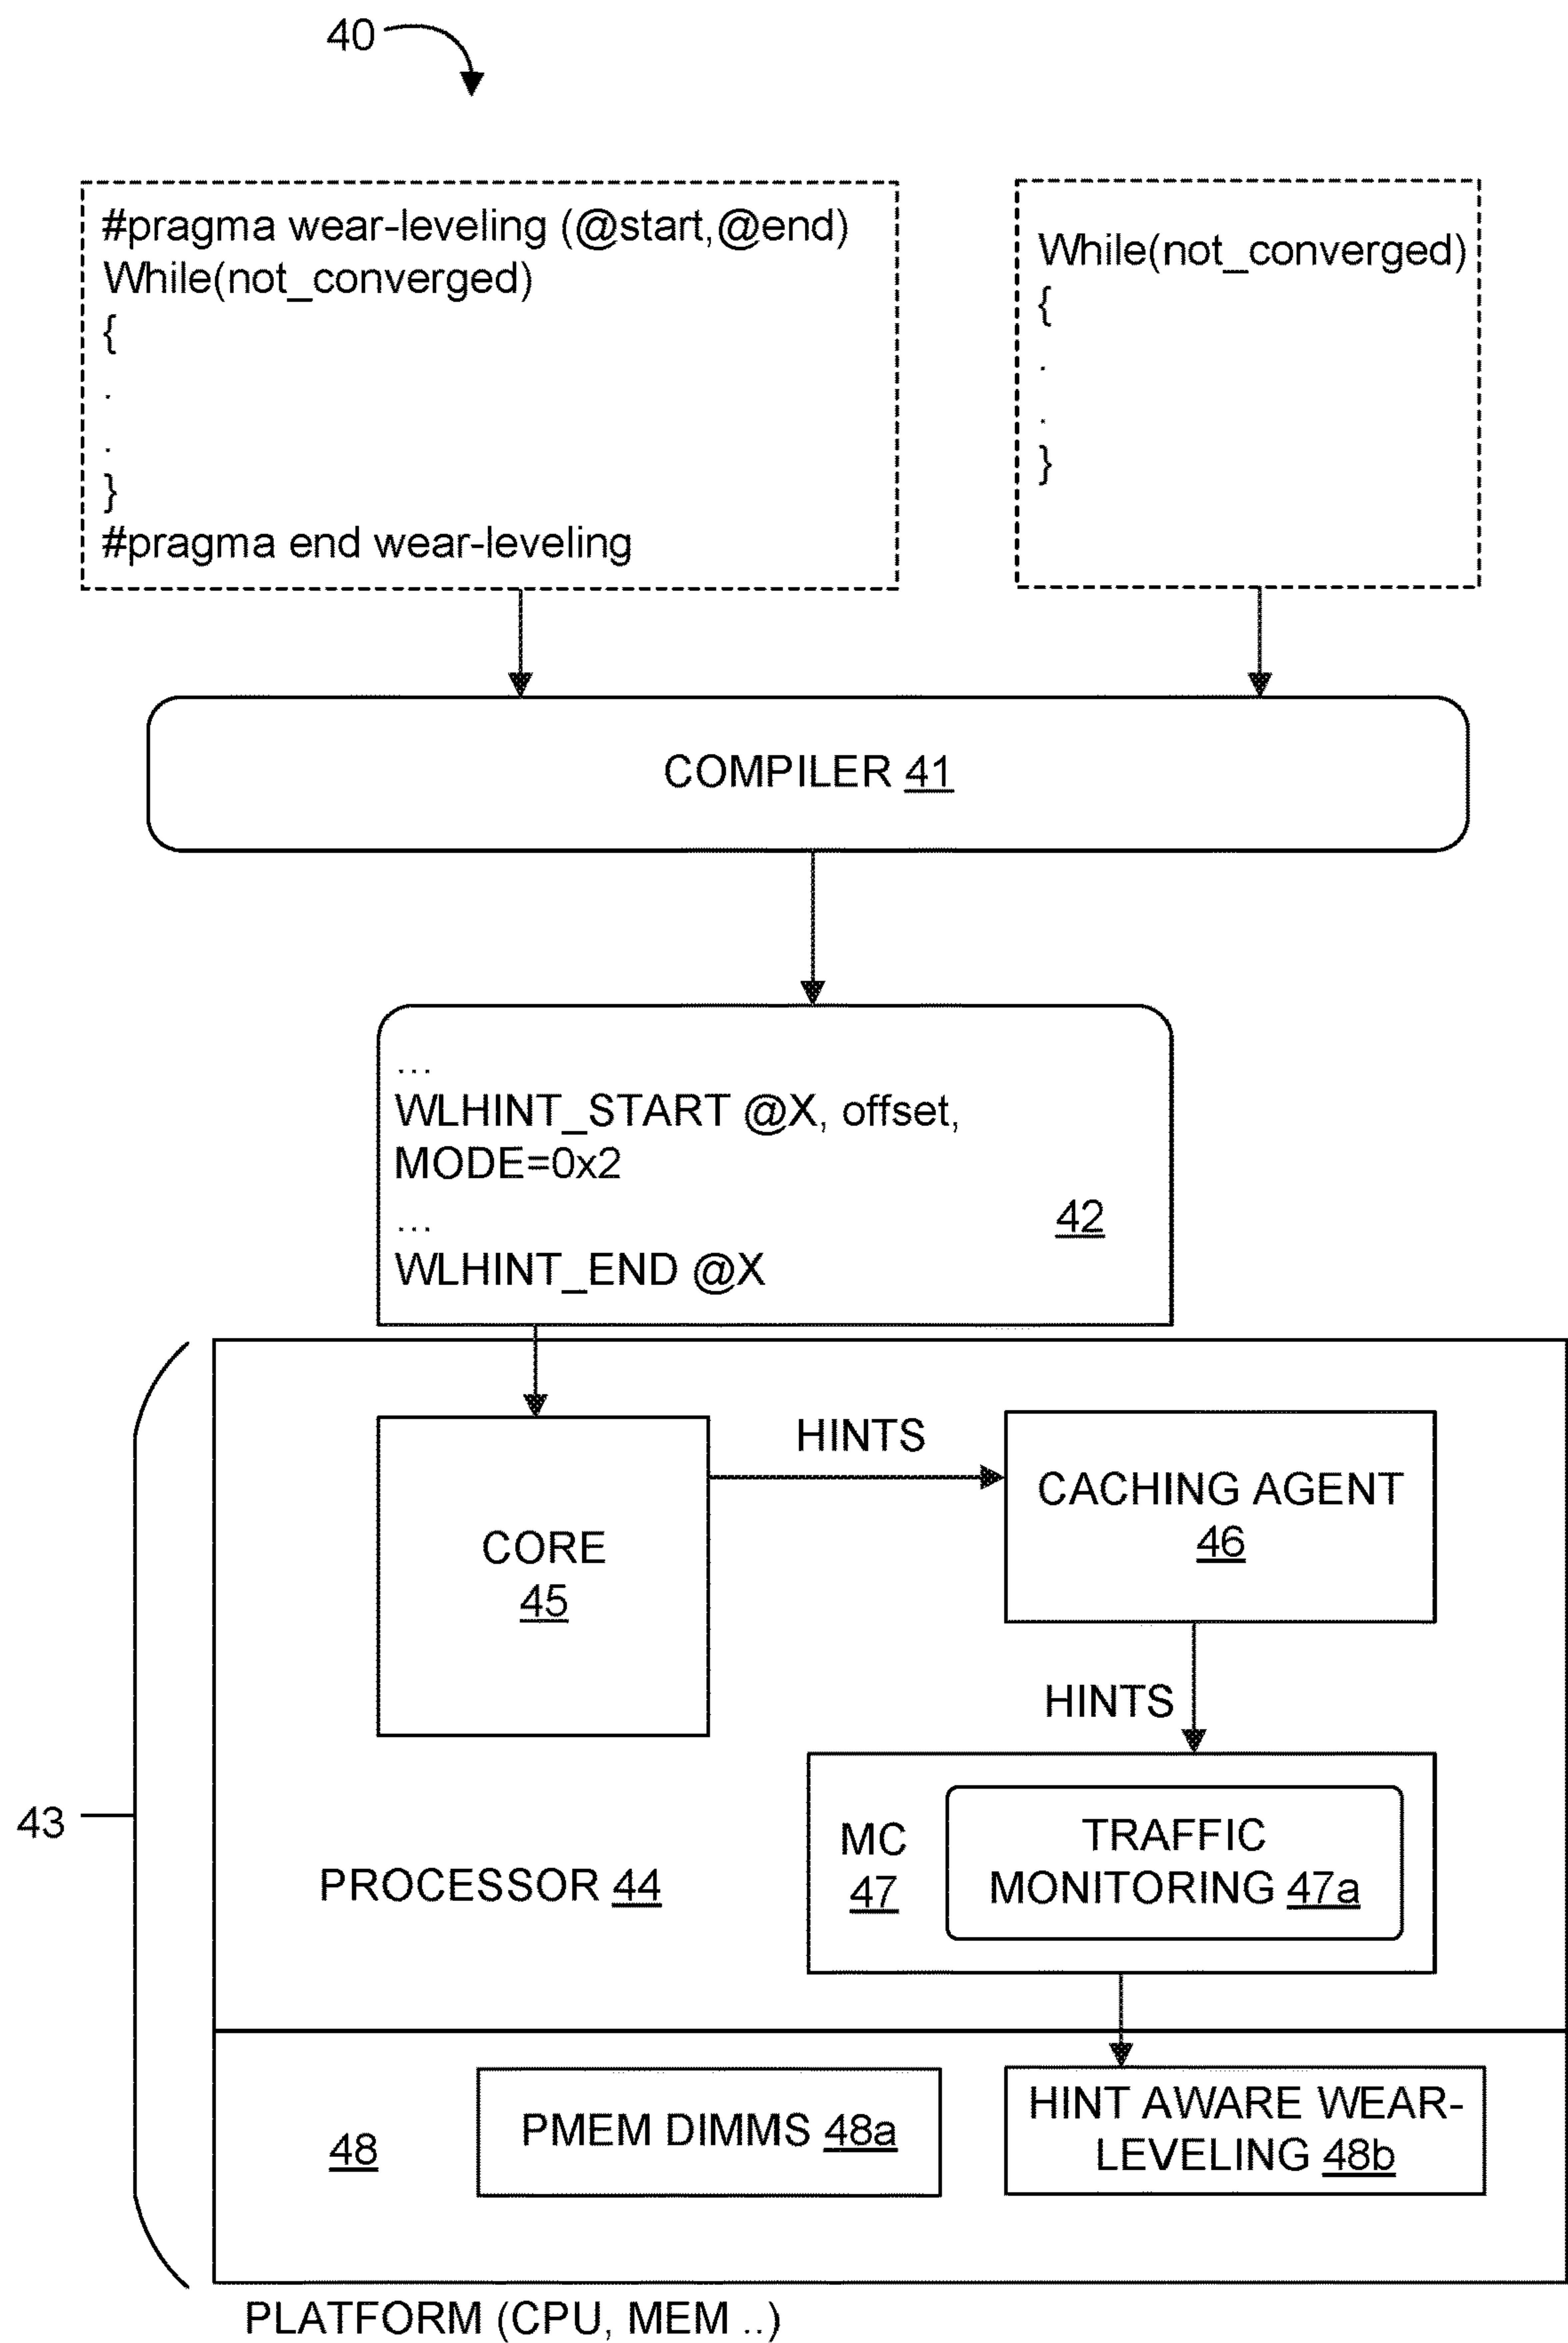 40
#pragma wear-leveling (@start,@end)
While(not_converged)
{
.
.
}
#pragma end wear-leveling
While(not_converged)
{
.
.
}
COMPILER 41
...
WLHINT_START @X, offset,
MODE=0x2
...
WLHINT_END @X
42
43
CORE
45
HINTS
CACHING AGENT
46
HINTS
MC
47
TRAFFIC
MONITORING 47a
PROCESSOR 44
48
PMEM DIMMS 48a
HINT AWARE WEAR-
LEVELING 48b
PLATFORM (CPU, MEM ..)